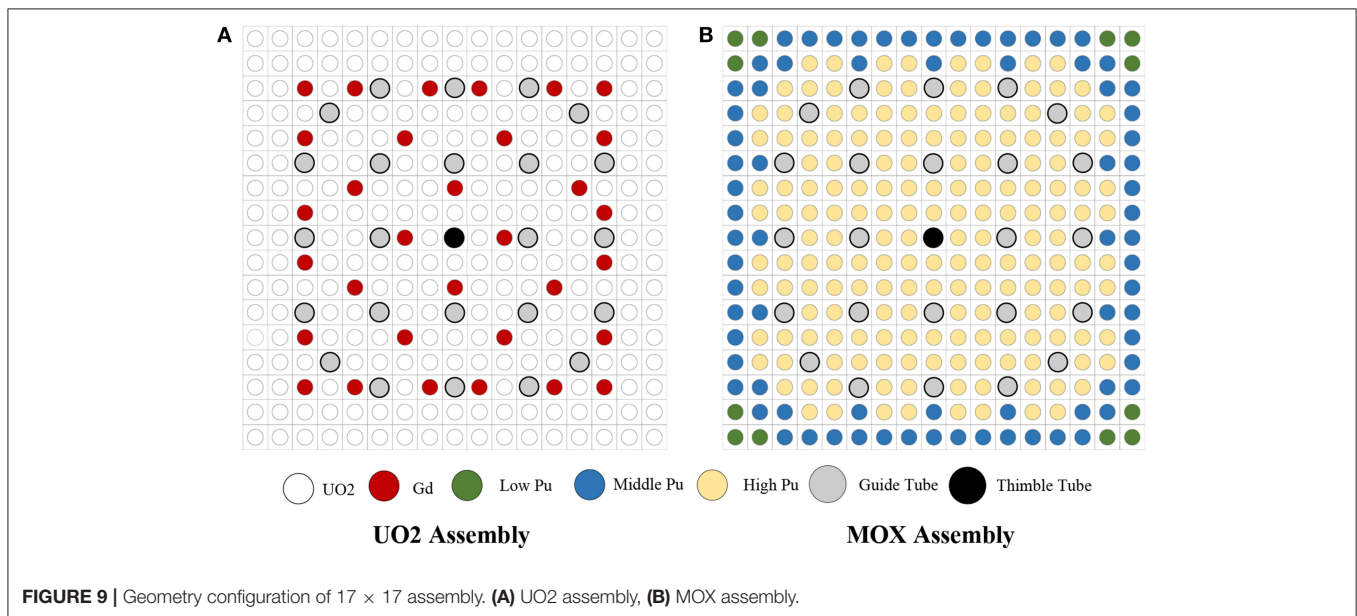 A
B
UO2
Gd
Low Pu
Middle Pu
High Pu
Guide Tube
Thimble Tube
UO2 Assembly
MOX Assembly
FIGURE 9 | Geometry configuration of 17 × 17 assembly. (A) UO2 assembly, (B) MOX assembly.